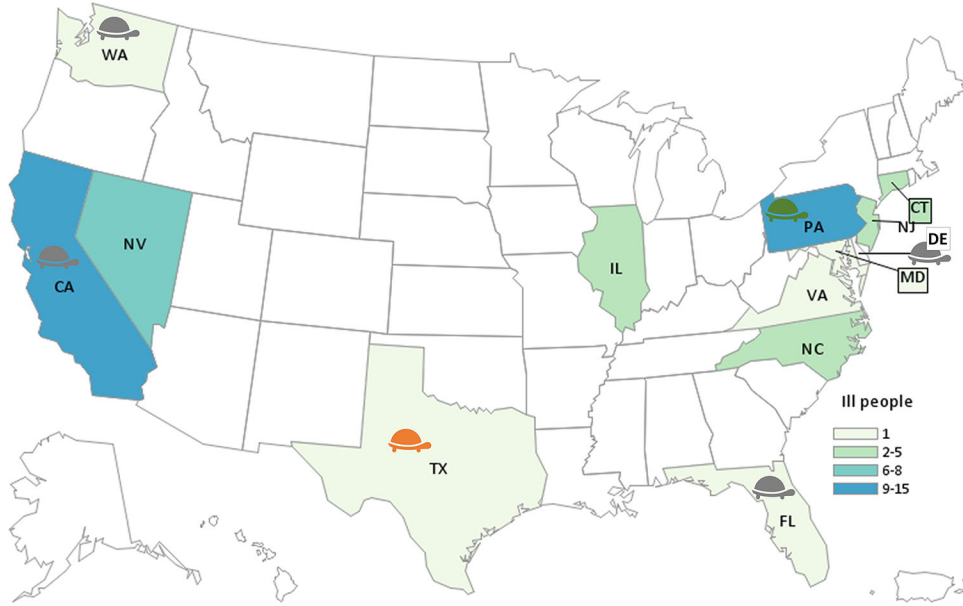 WA
CT
PA
NJ
DE
NV
IL
MD
CA
VA
NC
Ill people
1
2-5
6-8
9-15
TX
FL